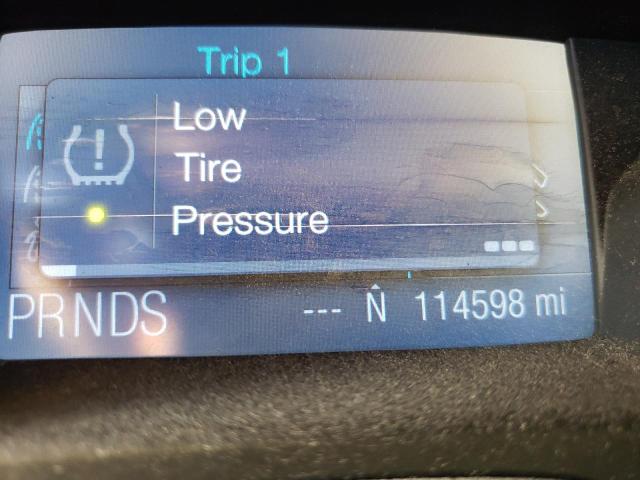 Trip 1
Low
Tire
Pressure
PRNDS --- N 114598 mi